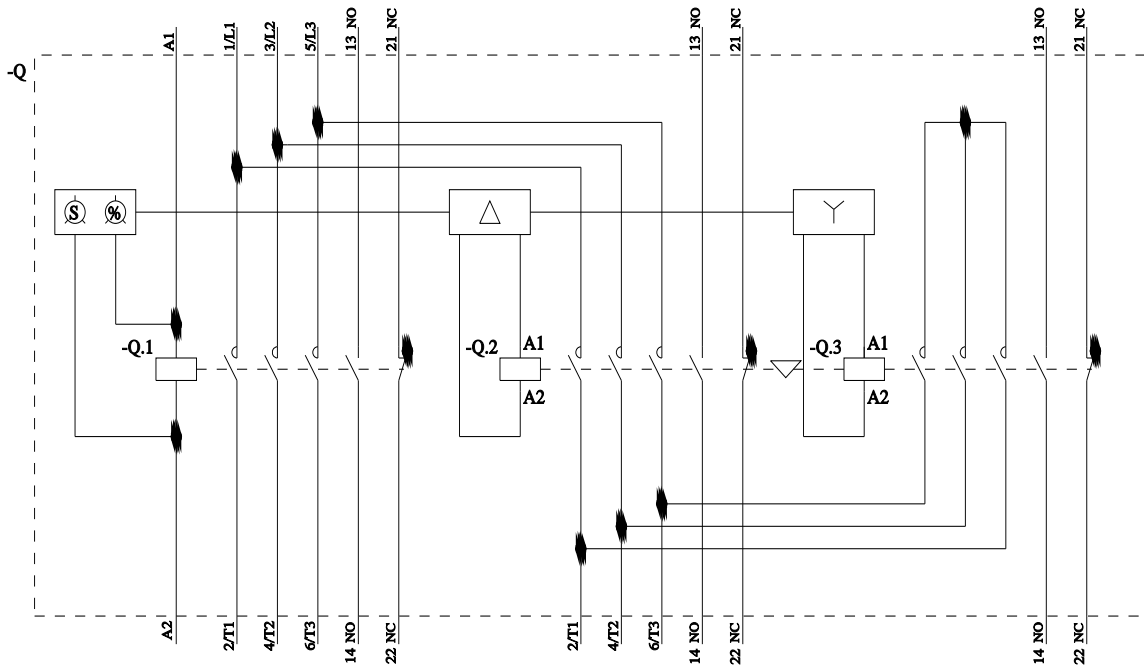 A1
1/L1
3/L2
5/L3
13 NO
21 NC
13 NO
21 NC
13 NO
21 NC
-Q
S
%
-Q.1
-Q.2
A1
A2
-Q.3
A1
A2
A2
2/T1
4/T2
6/T3
14 NO
22 NC
2/T1
4/T2
6/T3
14 NO
22 NC
14 NO
22 NC